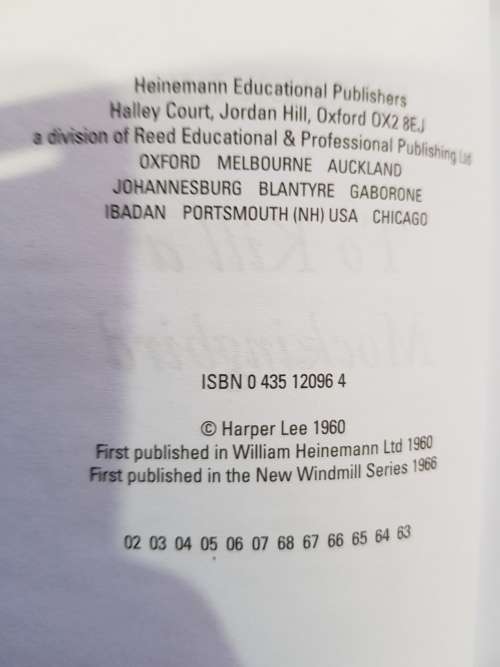 Heinemann Educational Publishers
Halley Court, Jordan Hill, Oxford OX2 8EJ
a division of Reed Educational & Professional Publishing Ltd
OXFORD MELBOURNE AUCKLAND
JOHANNESBURG BLANTYRE GABORONE
IBADAN PORTSMOUTH (NH) USA CHICAGO
To Kill a
Mockingbird
ISBN 0 435 12096 4
© Harper Lee 1960
First published in William Heinemann Ltd 1960
First published in the New Windmill Series 1966
02 03 04 05 06 07 68 67 66 65 64 63